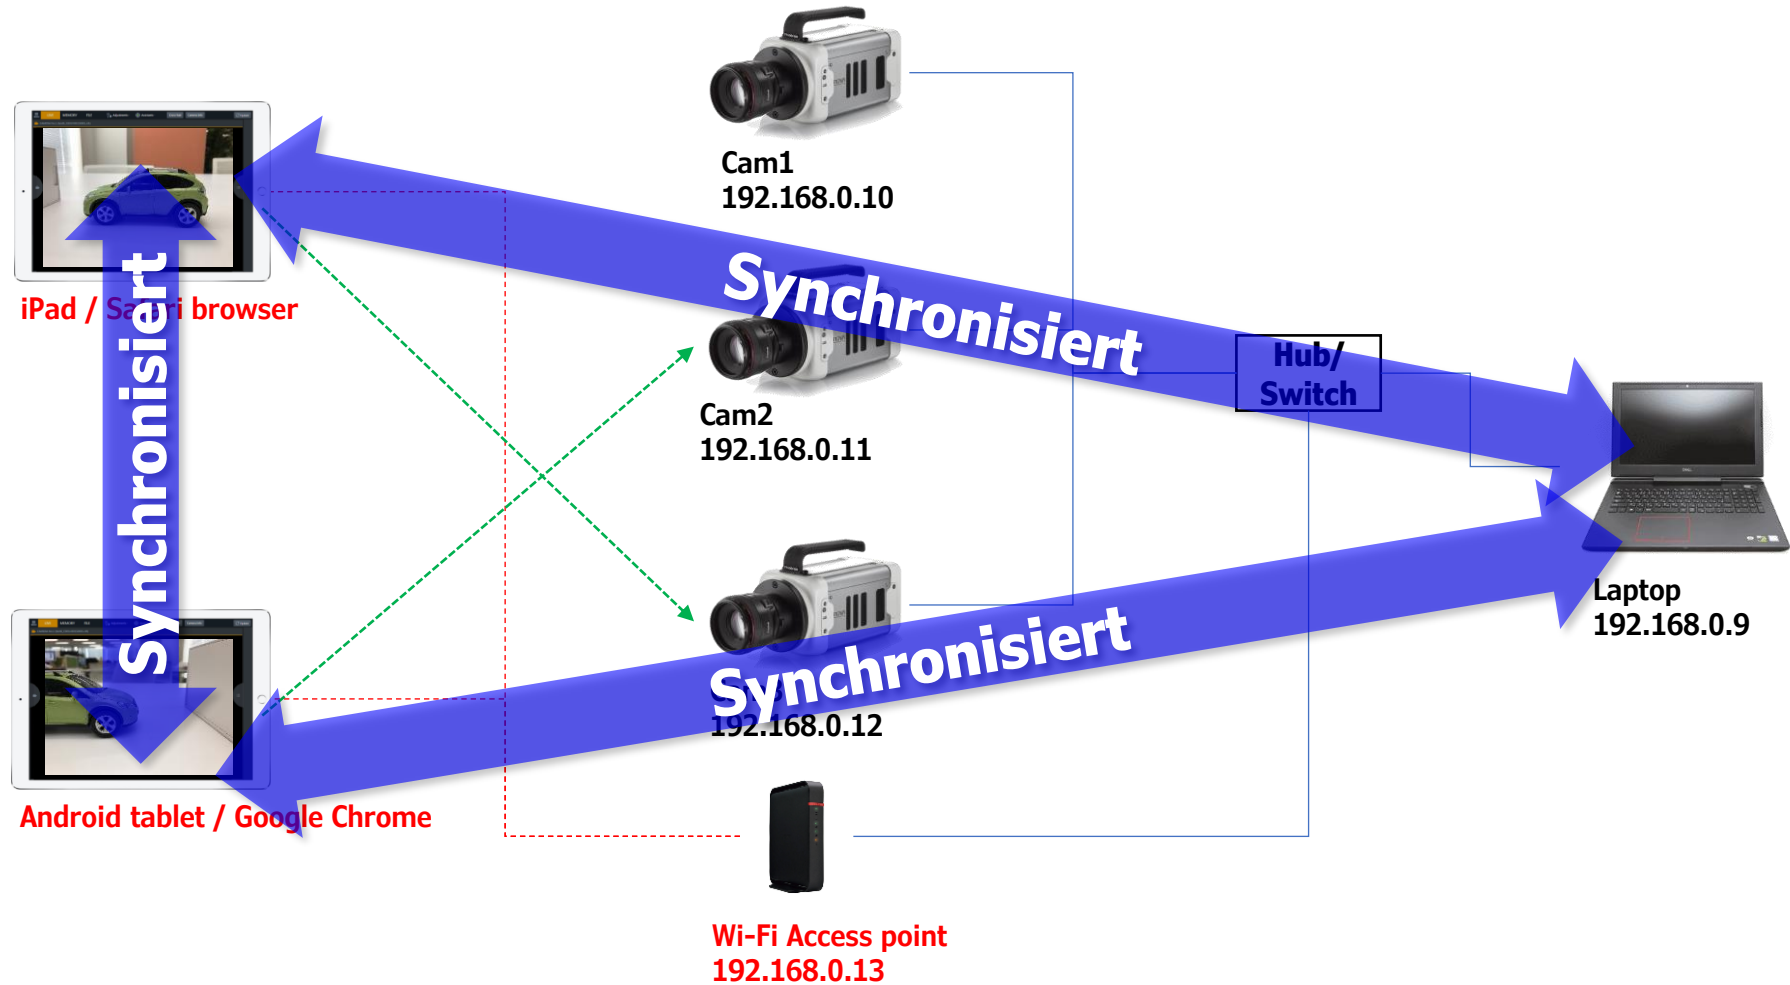 Cam1
192.168.0.10
iPad / Safari browser
Synchronisiert
Synchronisiert
Hub/
Switch
Cam2
192.168.0.11
Synchronisiert
192.168.0.12
Laptop
192.168.0.9
Android tablet / Google Chrome
Wi-Fi Access point
192.168.0.13